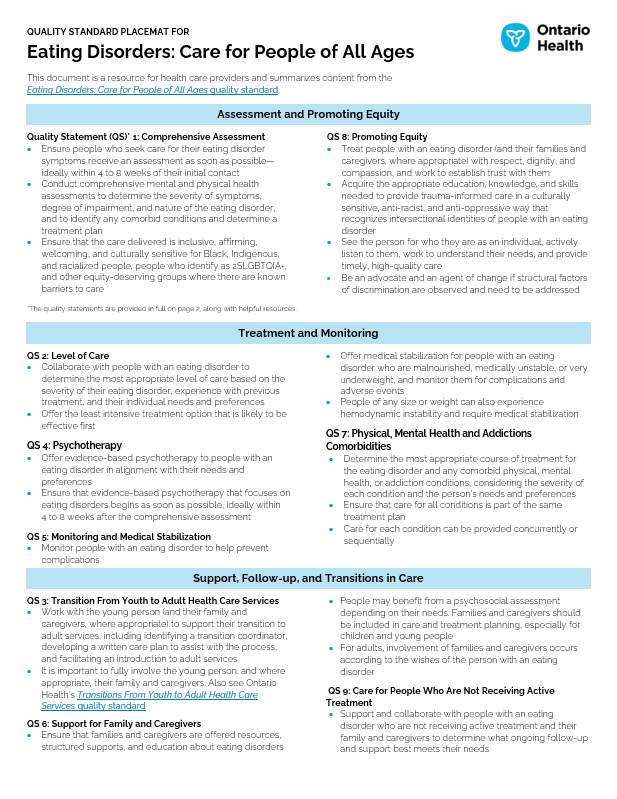 QUALITY STANDARD PLACEMAT FOR
Eating Disorders: Care for People of All Ages
Ontario
Health
This document is a resource for health care providers and summarizes content from the
Eating Disorders: Care for People of All Ages quality standard.
Assessment and Promoting Equity
Quality Statement (QS)* 1: Comprehensive Assessment
• Ensure people who seek care for their eating disorder
symptoms receive an assessment as soon as possible—
ideally within 4 to 8 weeks of their initial contact
• Conduct comprehensive mental and physical health
assessments to determine the severity of symptoms,
degree of impairment, and nature of the eating disorder,
and to identify any comorbid conditions and determine a
treatment plan
• Ensure that the care delivered is inclusive, affirming,
welcoming, and culturally sensitive for Black, Indigenous,
and racialized people, people who identify as 2SLGBTQIA+,
and other equity-deserving groups where there are known
barriers to care
*The quality statements are provided in full on page 2, along with helpful resources.
QS 8: Promoting Equity
• Treat people with an eating disorder (and their families and
caregivers, where appropriate) with respect, dignity, and
compassion, and work to establish trust with them
• Acquire the appropriate education, knowledge, and skills
needed to provide trauma-informed care in a culturally
sensitive, anti-racist, and anti-oppressive way that
recognizes intersectional identities of people with an eating
disorder
• See the person for who they are as an individual, actively
listen to them, work to understand their needs, and provide
timely, high-quality care
• Be an advocate and an agent of change if structural factors
of discrimination are observed and need to be addressed
Treatment and Monitoring
QS 2: Level of Care
• Collaborate with people with an eating disorder to
determine the most appropriate level of care based on the
severity of their eating disorder, experience with previous
treatment, and their individual needs and preferences
• Offer the least intensive treatment option that is likely to be
effective first
QS 4: Psychotherapy
• Offer evidence-based psychotherapy to people with an
eating disorder in alignment with their needs and
preferences
• Ensure that evidence-based psychotherapy that focuses on
eating disorders begins as soon as possible, ideally within
4 to 8 weeks after the comprehensive assessment
QS 5: Monitoring and Medical Stabilization
• Monitor people with an eating disorder to help prevent
complications
• Offer medical stabilization for people with an eating
disorder who are malnourished, medically unstable, or very
underweight, and monitor them for complications and
adverse events
• People of any size or weight can also experience
hemodynamic instability and require medical stabilization
QS 7: Physical, Mental Health and Addictions
Comorbidities
• Determine the most appropriate course of treatment for
the eating disorder and any comorbid physical, mental
health, or addiction conditions, considering the severity of
each condition and the person's needs and preferences
• Ensure that care for all conditions is part of the same
treatment plan
• Care for each condition can be provided concurrently or
sequentially
Support, Follow-up, and Transitions in Care
QS 3: Transition From Youth to Adult Health Care Services
• Work with the young person (and their family and
caregivers, where appropriate) to support their transition to
adult services, including identifying a transition coordinator,
developing a written care plan to assist with the process,
and facilitating an introduction to adult services
• It is important to fully involve the young person, and where
appropriate, their family and caregivers. Also see Ontario
Health's Transitions From Youth to Adult Health Care
Services quality standard
QS 6: Support for Family and Caregivers
• Ensure that families and caregivers are offered resources,
structured supports, and education about eating disorders
• People may benefit from a psychosocial assessment
depending on their needs. Families and caregivers should
be included in care and treatment planning, especially for
children and young people
• For adults, involvement of families and caregivers occurs
according to the wishes of the person with an eating
disorder
QS 9: Care for People Who Are Not Receiving Active
Treatment
• Support and collaborate with people with an eating
disorder who are not receiving active treatment and their
family and caregivers to determine what ongoing follow-up
and support best meets their needs